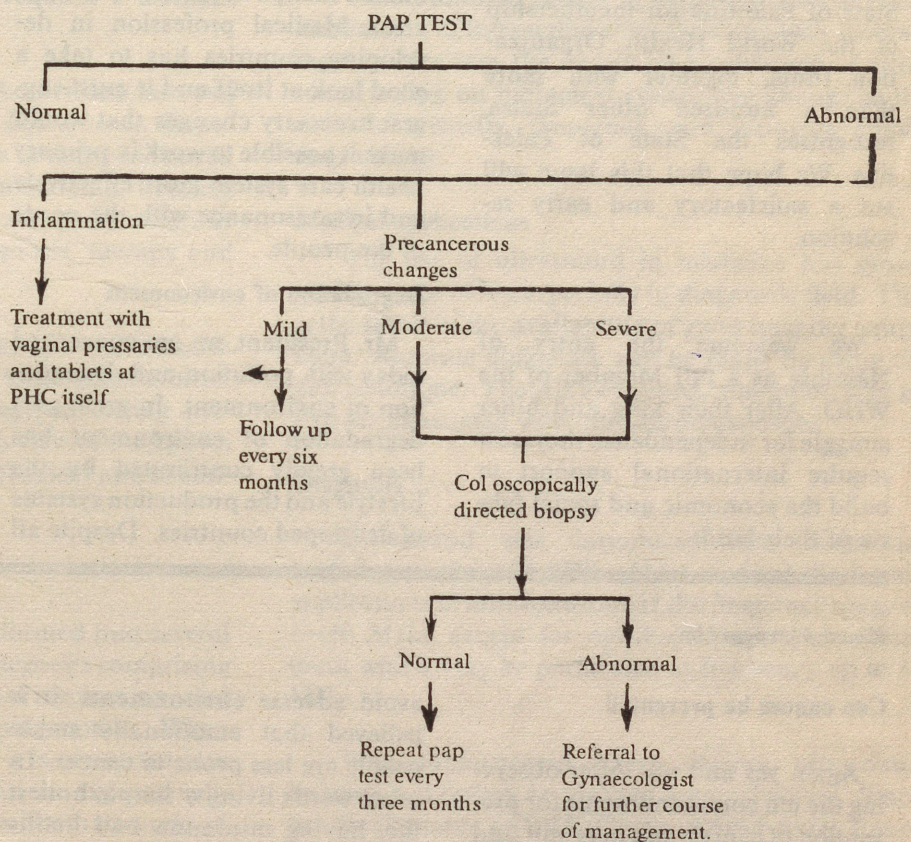 PAP TEST
Normal
Abnormal
Inflammation
Precancerous
changes
Treatment with
vaginal pressaries
and tablets at
PHC itself
Mild
Moderate
Severe
Follow up
every six
months
Col oscopically
directed biopsy
Normal
Abnormal
Repeat pap
test every
three months
Referral to
Gynaecologist
for further course
of management.